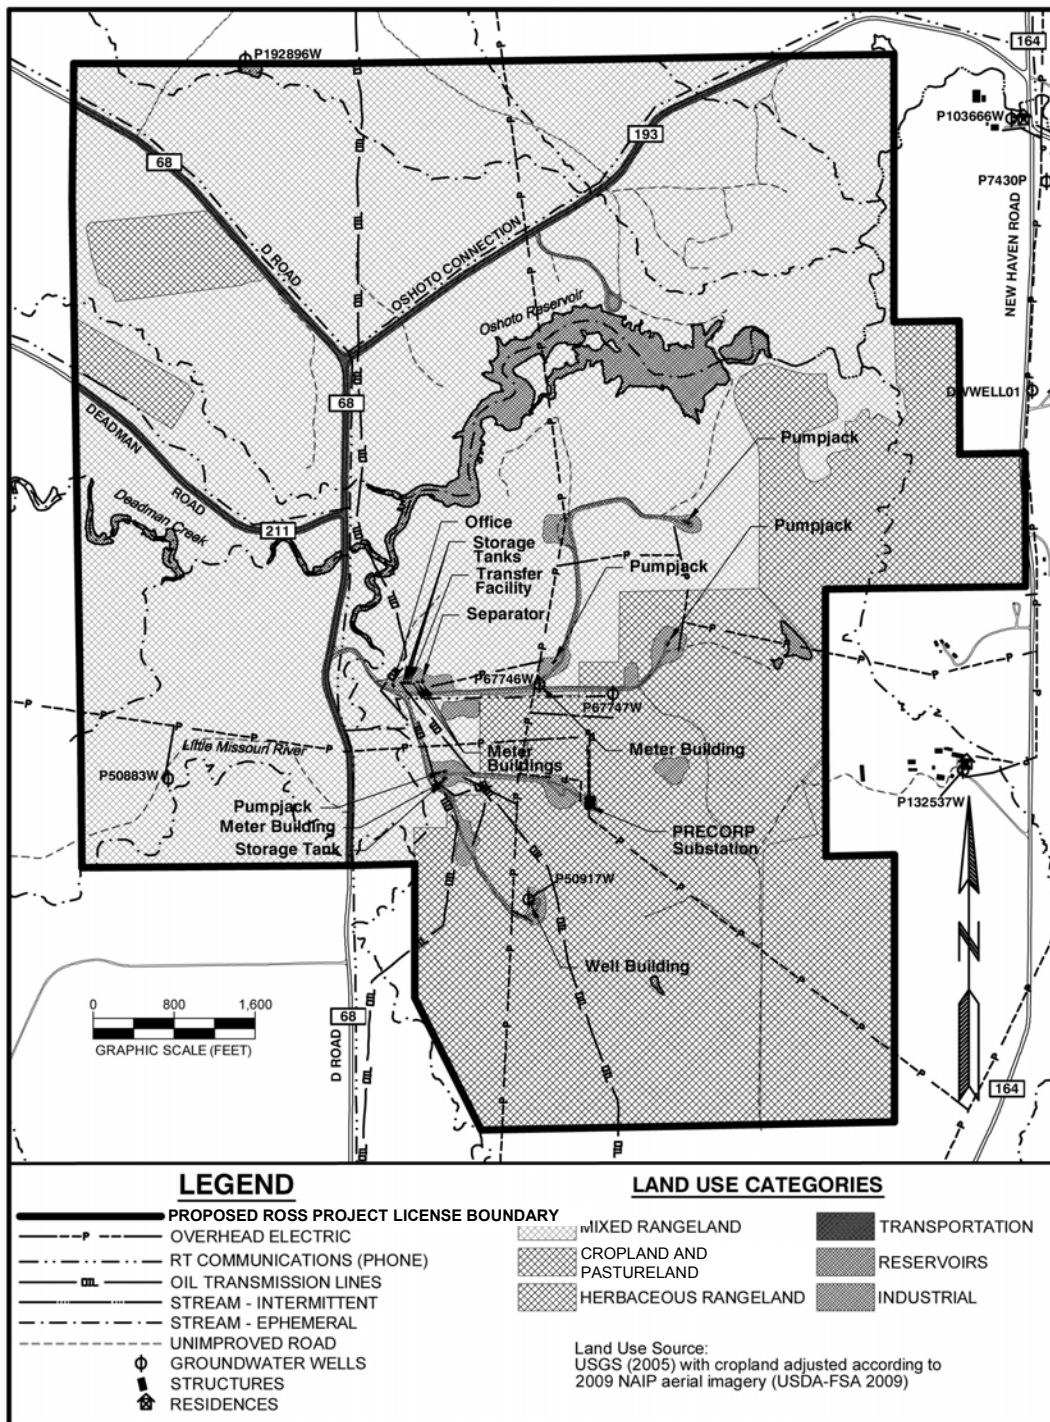 P192896W
164
P103666W
193
68
P7430P
NEW HAVEN ROAD
D ROAD
OSHOTO CONNECTION
Oshoto Reservoir
68
DWWELL01
DEADMAN
ROAD
Pumpjack
Deadman Creek
211
Office
Storage
Tanks
Transfer
Facility
Separator
Pumpjack
Pumpjack
P67746W
P67747W
Little Missouri River
P50883W
Meter
Buildings
Meter Building
P132537W
Pumpjack
Meter Building
Storage Tank
PRECORP
Substation
P50917W
Well Building
N
0 800 1,600
GRAPHIC SCALE (FEET)
68
D ROAD
164
LEGEND
PROPOSED ROSS PROJECT LICENSE BOUNDARY
P OVERHEAD ELECTRIC
RT COMMUNICATIONS (PHONE)
OIL OIL TRANSMISSION LINES
STREAM - INTERMITTENT
STREAM - EPHEMERAL
UNIMPROVED ROAD
GROUNDWATER WELLS
STRUCTURES
RESIDENCES
LAND USE CATEGORIES
MIXED RANGELAND
CROPLAND AND
PASTURELAND
HERBACEOUS RANGELAND
TRANSPORTATION
RESERVOIRS
INDUSTRIAL
Land Use Source:
USGS (2005) with cropland adjusted according to
2009 NAIP aerial imagery (USDA-FSA 2009)